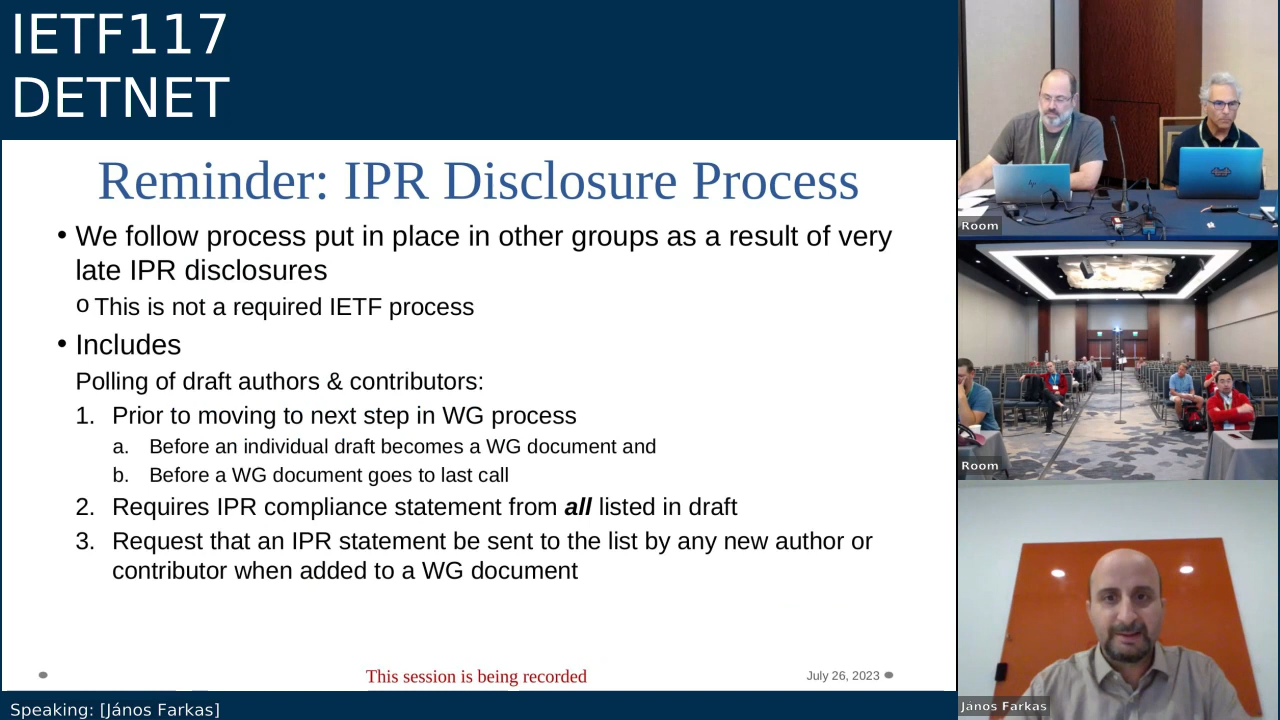 IETF117
DETNET
Reminder: IPR Disclosure Process
• We follow process put in place in other groups as a result of very
late IPR disclosures
o This is not a required IETF process
• Includes
Polling of draft authors & contributors:
1. Prior to moving to next step in WG process
a. Before an individual draft becomes a WG document and
b. Before a WG document goes to last call
2. Requires IPR compliance statement from all listed in draft
3. Request that an IPR statement be sent to the list by any new author or
contributor when added to a WG document
This session is being recorded
July 26, 2023
Speaking: [János Farkas]
Room
Room
János Farkas